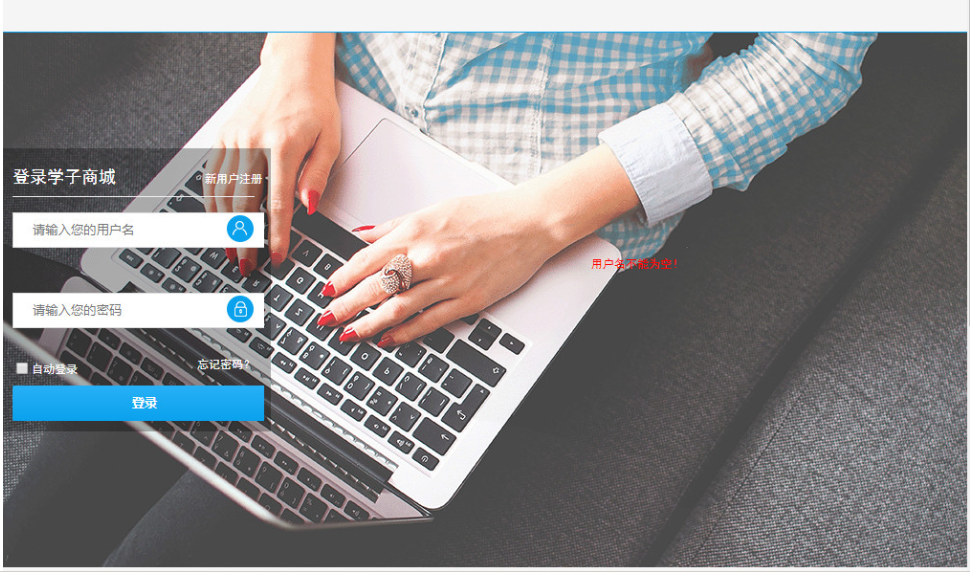 登录学子商城
新用户注册
请输入您的用户名
用户名不能为空!
请输入您的密码
自动登录
忘记密码?
登录